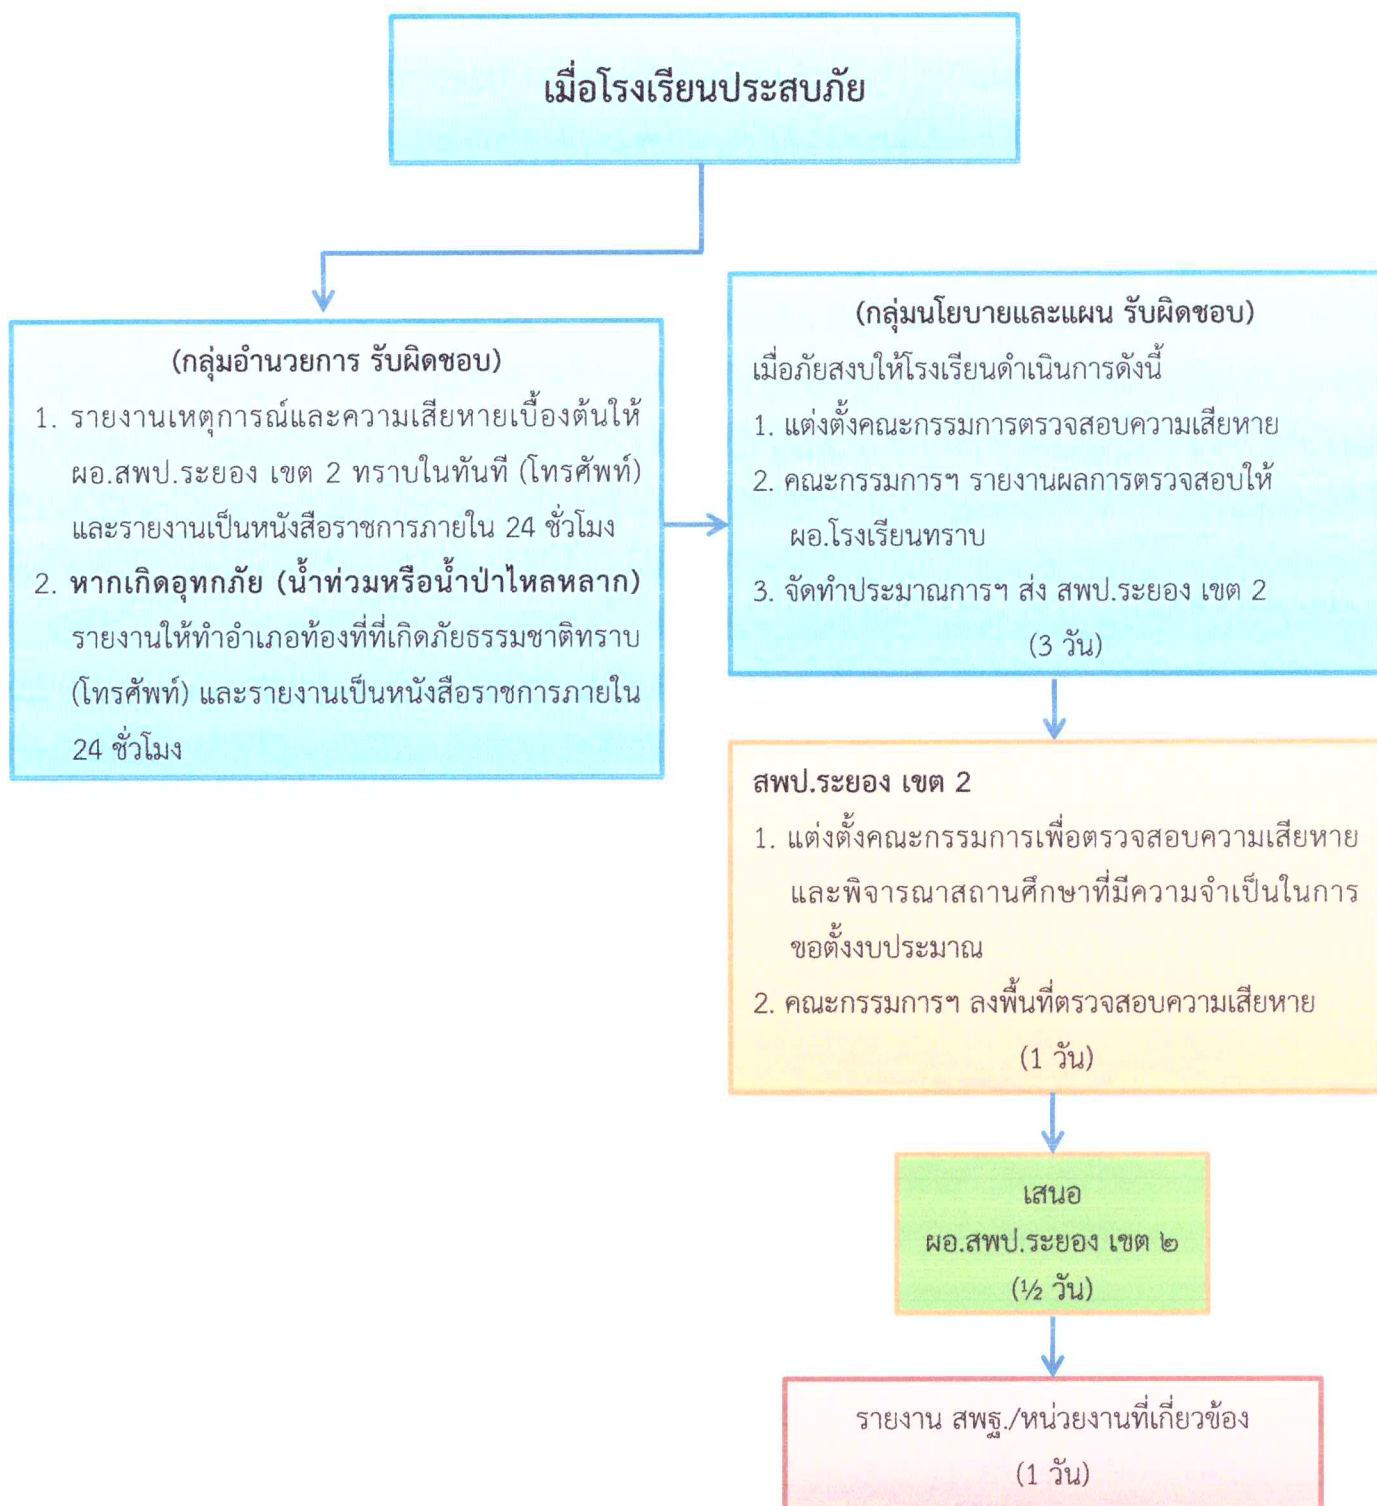 เมื่อโรงเรียนประสบภัย
(กลุ่มอำนวยการ รับผิดชอบ)
1. รายงานเหตุการณ์และความเสียหายเบื้องต้นให้
ผอ.สพป.ระยอง เขต 2 ทราบในทันที (โทรศัพท์)
และรายงานเป็นหนังสือราชการภายใน 24 ชั่วโมง
2. หากเกิดอุทกภัย (น้ำท่วมหรือน้ำป่าไหลหลาก)
รายงานให้ทำอำเภอท้องที่ที่เกิดภัยธรรมชาติทราบ
(โทรศัพท์) และรายงานเป็นหนังสือราชการภายใน
24 ชั่วโมง
(กลุ่มนโยบายและแผน รับผิดชอบ)
เมื่อภัยสงบให้โรงเรียนดำเนินการดังนี้
1. แต่งตั้งคณะกรรมการตรวจสอบความเสียหาย
2. คณะกรรมการฯ รายงานผลการตรวจสอบให้
ผอ.โรงเรียนทราบ
3. จัดทำประมาณการฯ ส่ง สพป.ระยอง เขต 2
(3 วัน)
สพป.ระยอง เขต 2
1. แต่งตั้งคณะกรรมการเพื่อตรวจสอบความเสียหาย
และพิจารณาสถานศึกษาที่มีความจำเป็นในการ
ขอตั้งงบประมาณ
2. คณะกรรมการฯ ลงพื้นที่ตรวจสอบความเสียหาย
(1 วัน)
เสนอ
ผอ.สพป.ระยอง เขต ๒
(½ วัน)
รายงาน สพฐ./หน่วยงานที่เกี่ยวข้อง
(1 วัน)